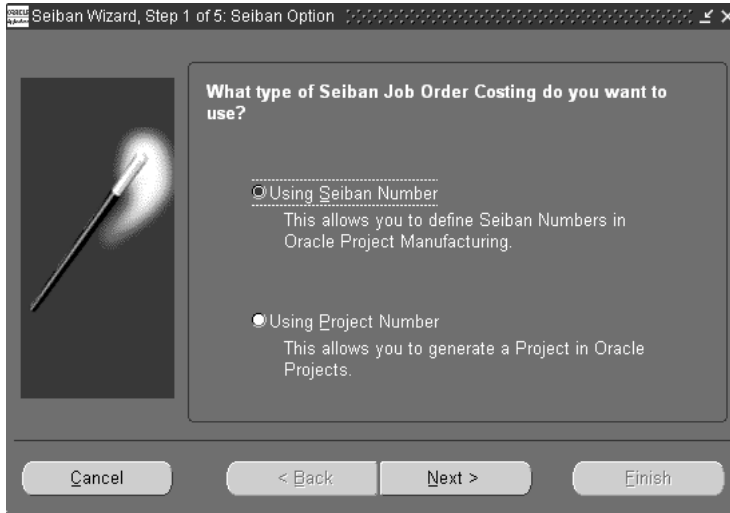 ORACLE Seiban Wizard, Step 1 of 5: Seiban Option
What type of Seiban Job Order Costing do you want to
use?
Using Seiban Number
This allows you to define Seiban Numbers in
Oracle Project Manufacturing.
Using Project Number
This allows you to generate a Project in Oracle
Projects.
Cancel < Back Next > Finish